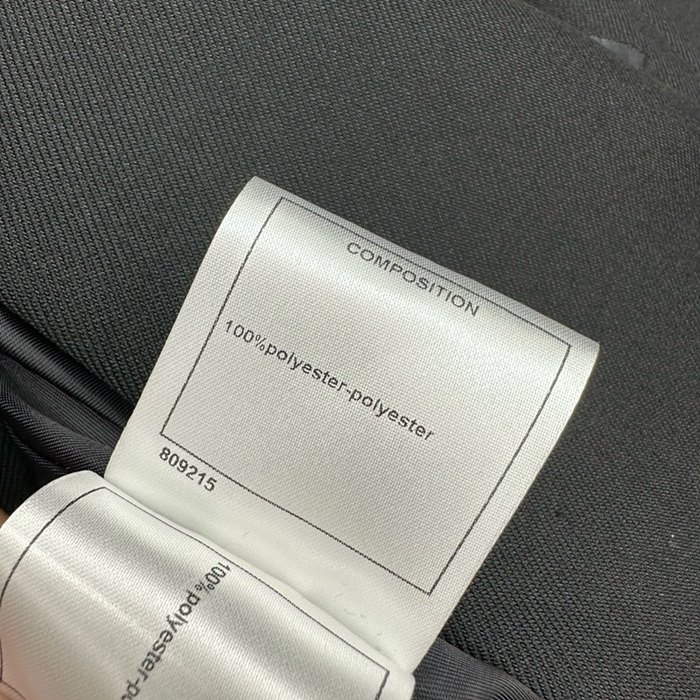 COMPOSITION
100%polyester-polyester
809215
100%polyester-po